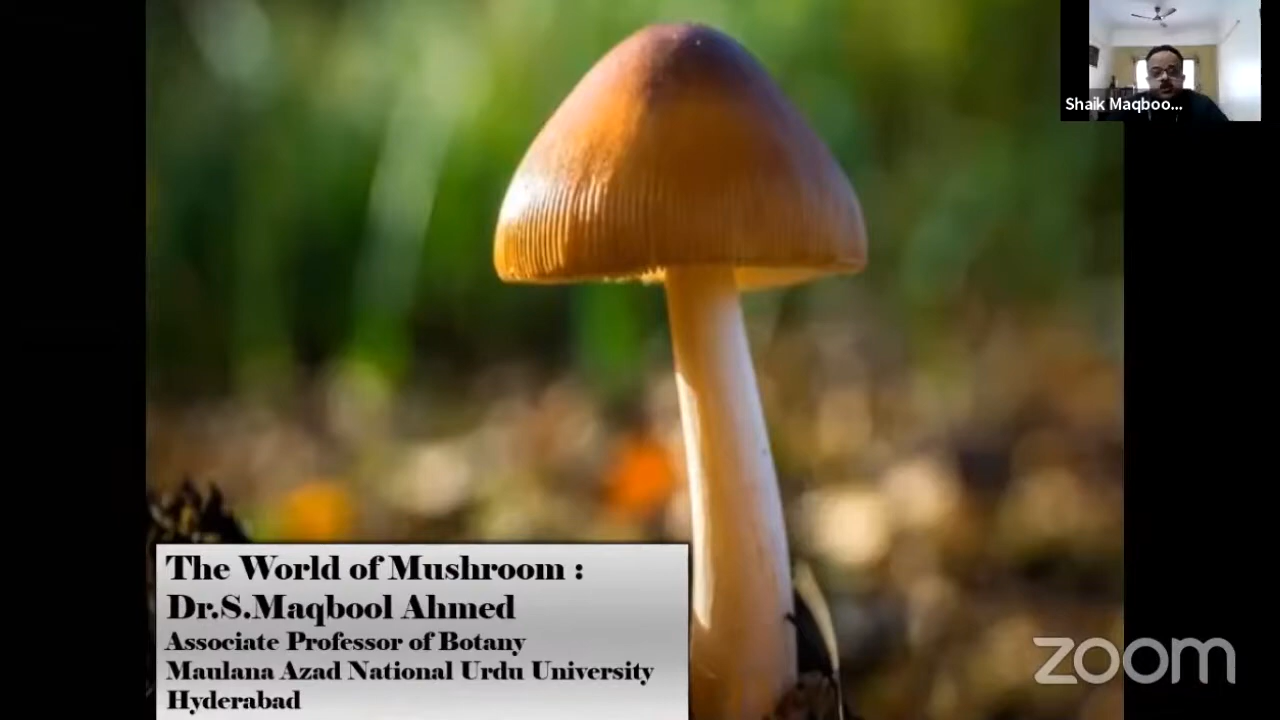 Shaik Maqboo...
The World of Mushroom :
Dr.S.Maqbool Ahmed
Associate Professor of Botany
Maulana Azad National Urdu University
Hyderabad
zoom